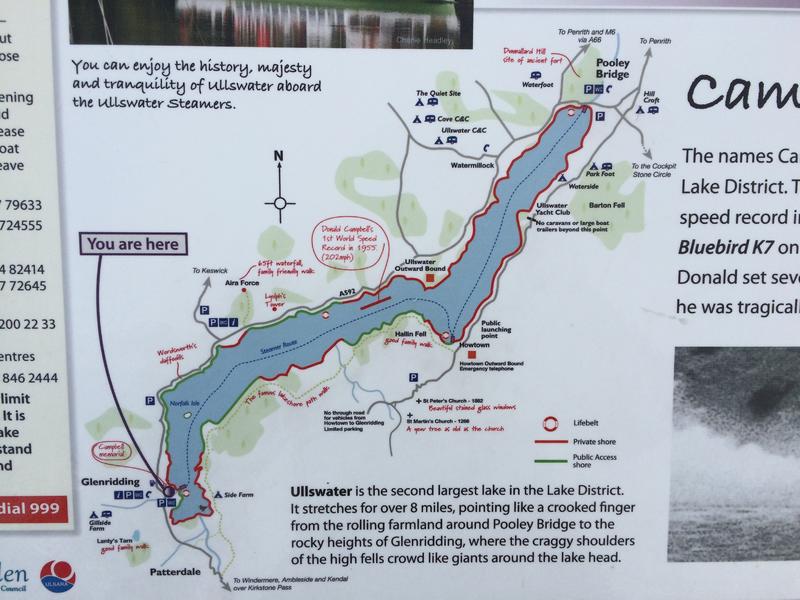 Charlie Headley
You can enjoy the history, majesty
and tranquility of Ullswater aboard
the Ullswater Steamers.
79633
724555
4 82414
7 72645
200 22 33
entres
846 2444
limit
It is
ake
stand
nd
dial 999
den
Council
ULNARA
N
You are here
To Penrith and M6
via A66
To Penrith
Dunmallard Hill
site of ancient fort
Pooley
Bridge
Waterfoot
P WC
P
Hill
Croft
The Quiet Site
Cove C&C
Ullswater C&C
Watermillock
To the Cockpit
Stone Circle
Park Foot
Waterside
Barton Fell
Ullswater
Yacht Club
No caravans or large boat
trailers beyond this point
Donald Campbell's
1st World Speed
Record in 1955
(202mph)
Ullswater
Outward Bound
To Keswick
65ft waterfall,
family friendly walk
Aira Force
Lyulph's
Tower
A592
P
P WC i
Steamer Route
Hallin Fell
good family walk
Public
launching
point
Howtown
Howtown Outward Bound
Emergency telephone
Wordsworth's
daffodils
P
Norfolk Isle
The famous lakeshore path walk
P
St Peter's Church - 1882
Beautiful stained glass windows
St Martin's Church - 1266
A yew tree as old as the church
No through road
for vehicles from
Howtown to Glenridding
Limited parking
Lifebelt
Private shore
Public Access
shore
Campbell
memorial
Glenridding
i P WC
P
Side Farm
Gillside
Farm
Lanty's Tarn
good family walk
Patterdale
To Windermere, Ambleside and Kendal
over Kirkstone Pass
Ullswater is the second largest lake in the Lake District.
It stretches for over 8 miles, pointing like a crooked finger
from the rolling farmland around Pooley Bridge to the
rocky heights of Glenridding, where the craggy shoulders
of the high fells crowd like giants around the lake head.
Cam
The names Ca
Lake District. T
speed record i
Bluebird K7 on
Donald set seve
he was tragicall